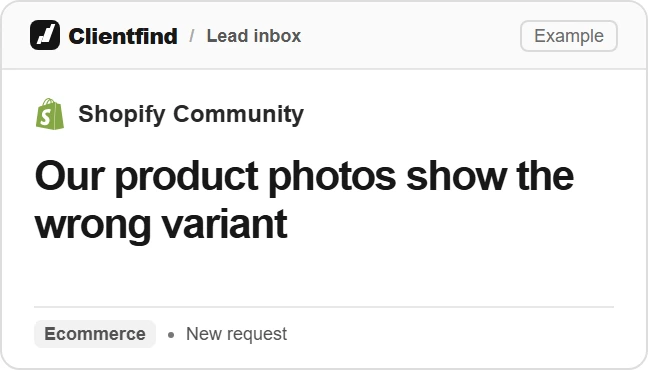 Clientfind / Lead inbox Example
Shopify Community
Our product photos show the
wrong variant
Ecommerce • New request